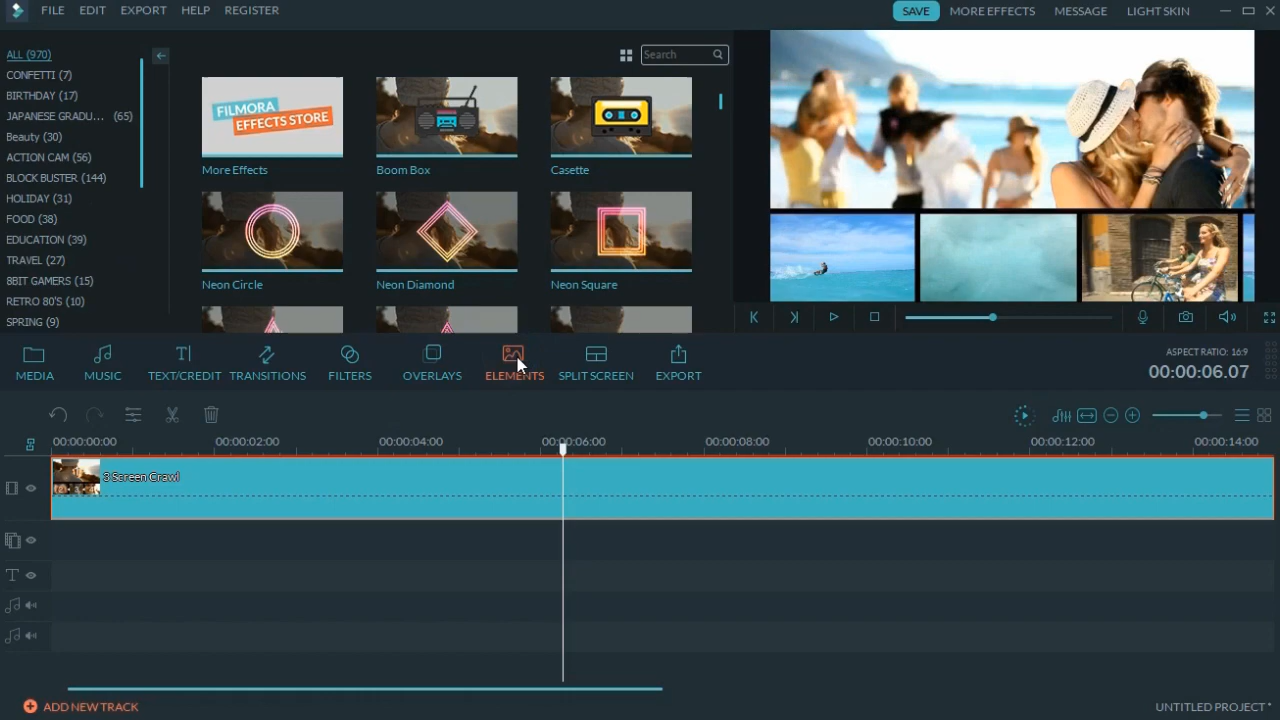 FILE EDIT EXPORT HELP REGISTER
SAVE MORE EFFECTS MESSAGE LIGHT SKIN
ALL (970)
CONFETTI (7)
BIRTHDAY (17)
JAPANESE GRADU... (65)
Beauty (30)
ACTION CAM (56)
BLOCK BUSTER (144)
HOLIDAY (31)
FOOD (38)
EDUCATION (39)
TRAVEL (27)
8BIT GAMERS (15)
RETRO 80'S (10)
SPRING (9)
Search
FILMORA
EFFECTS STORE
More Effects Boom Box Casette
Neon Circle Neon Diamond Neon Square
MEDIA MUSIC TEXT/CREDIT TRANSITIONS FILTERS OVERLAYS ELEMENTS SPLIT SCREEN EXPORT
ASPECT RATIO: 16:9
00:00:06.07
00:00:00:00 00:00:02:00 00:00:04:00 00:00:06:00 00:00:08:00 00:00:10:00 00:00:12:00 00:00:14:00
3 Screen Crawl
ADD NEW TRACK
UNTITLED PROJECT *